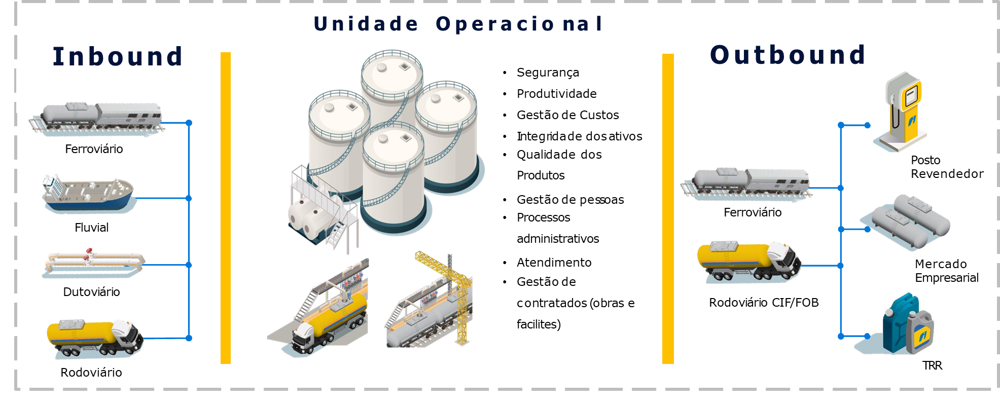 Inbound
Ferroviário
Fluvial
Dutoviário
Rodoviário
Unidade Operacional
• Segurança
• Produtividade
• Gestão de Custos
• Integridade dos ativos
• Qualidade dos
Produtos
• Gestão de pessoas
• Processos
administrativos
• Atendimento
• Gestão de
contratados (obras e
facilites)
Outbound
Ferroviário
Rodoviário CIF/FOB
Posto
Revendedor
Mercado
Empresarial
TRR